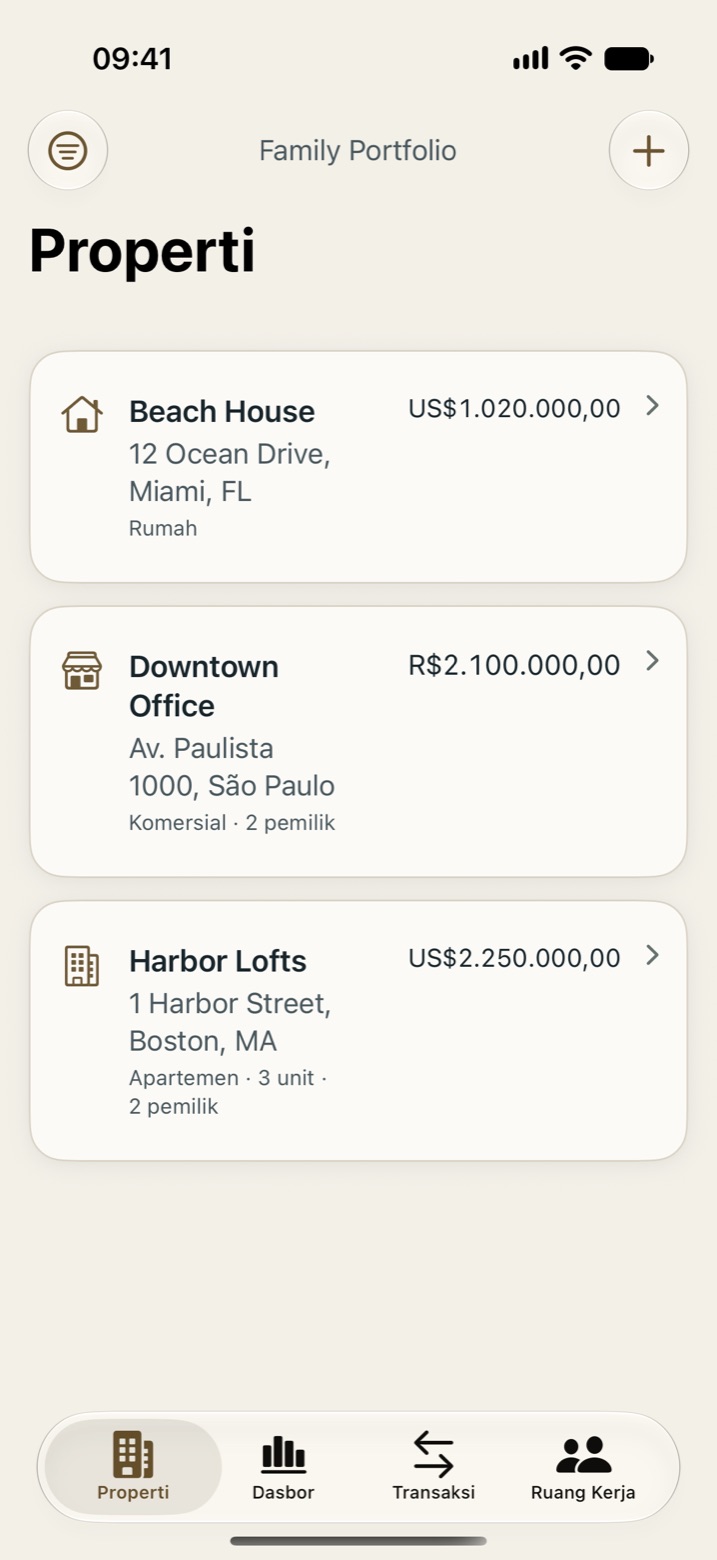 09:41
Family Portfolio
Properti
Beach House
US$1.020.000,00
12 Ocean Drive,
Miami, FL
Rumah
Downtown
Office
R$2.100.000,00
Av. Paulista
1000, São Paulo
Komersial · 2 pemilik
Harbor Lofts
US$2.250.000,00
1 Harbor Street,
Boston, MA
Apartemen · 3 unit ·
2 pemilik
Properti
Dasbor
Transaksi
Ruang Kerja